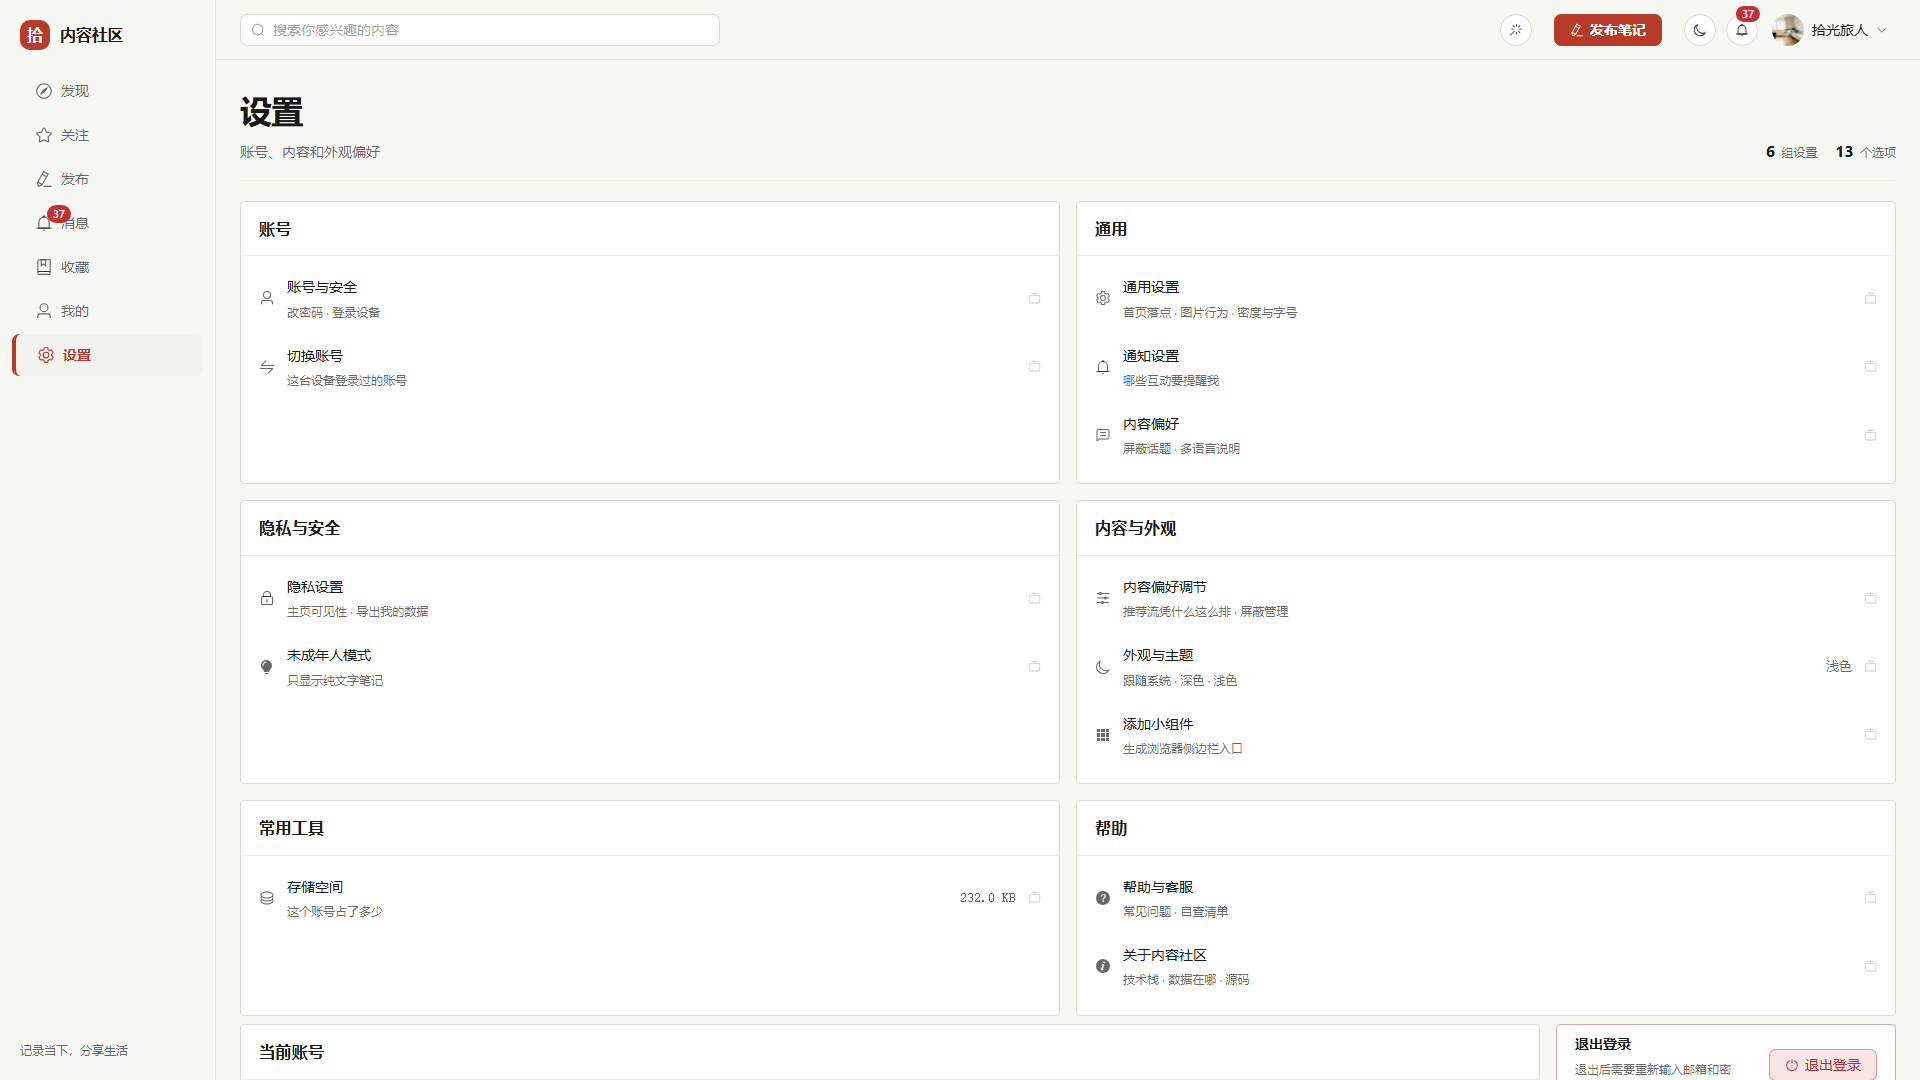 拾 内容社区
搜索你感兴趣的内容
发布笔记
37
拾光旅人
发现
关注
发布
37
消息
收藏
我的
设置
记录当下，分享生活
设置
账号、内容和外观偏好
6 组设置 13 个选项
账号
账号与安全
改密码 · 登录设备
切换账号
这台设备登录过的账号
通用
通用设置
首页落点 · 图片行为 · 密度与字号
通知设置
哪些互动要提醒我
内容偏好
屏蔽话题 · 多语言说明
隐私与安全
隐私设置
主页可见性 · 导出我的数据
未成年人模式
只显示纯文字笔记
内容与外观
内容偏好调节
推荐流凭什么这么排 · 屏蔽管理
外观与主题
跟随系统 · 深色 · 浅色
浅色
添加小组件
生成浏览器侧边栏入口
常用工具
存储空间
这个账号占了多少
232.0 KB
帮助
帮助与客服
常见问题 · 自查清单
关于内容社区
技术栈 · 数据在哪 · 源码
当前账号
退出登录
退出后需要重新输入邮箱和密
退出登录